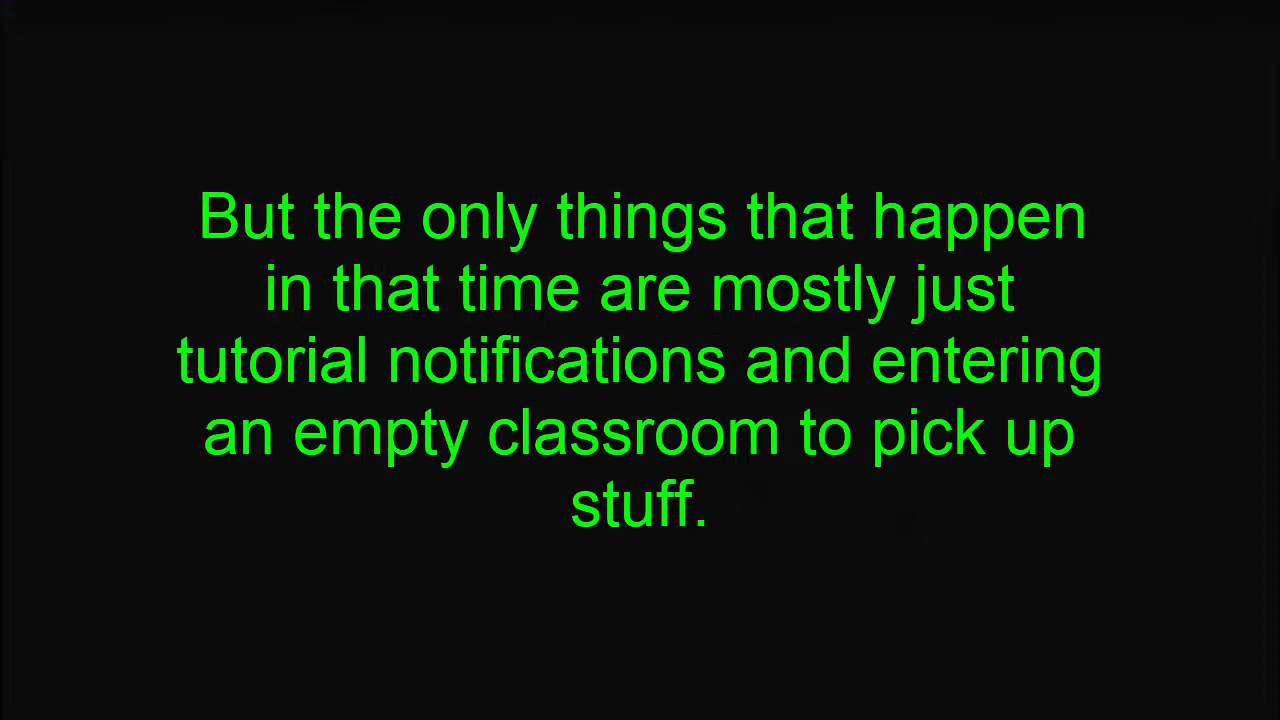 But the only things that happen
in that time are mostly just
tutorial notifications and entering
an empty classroom to pick up
stuff.